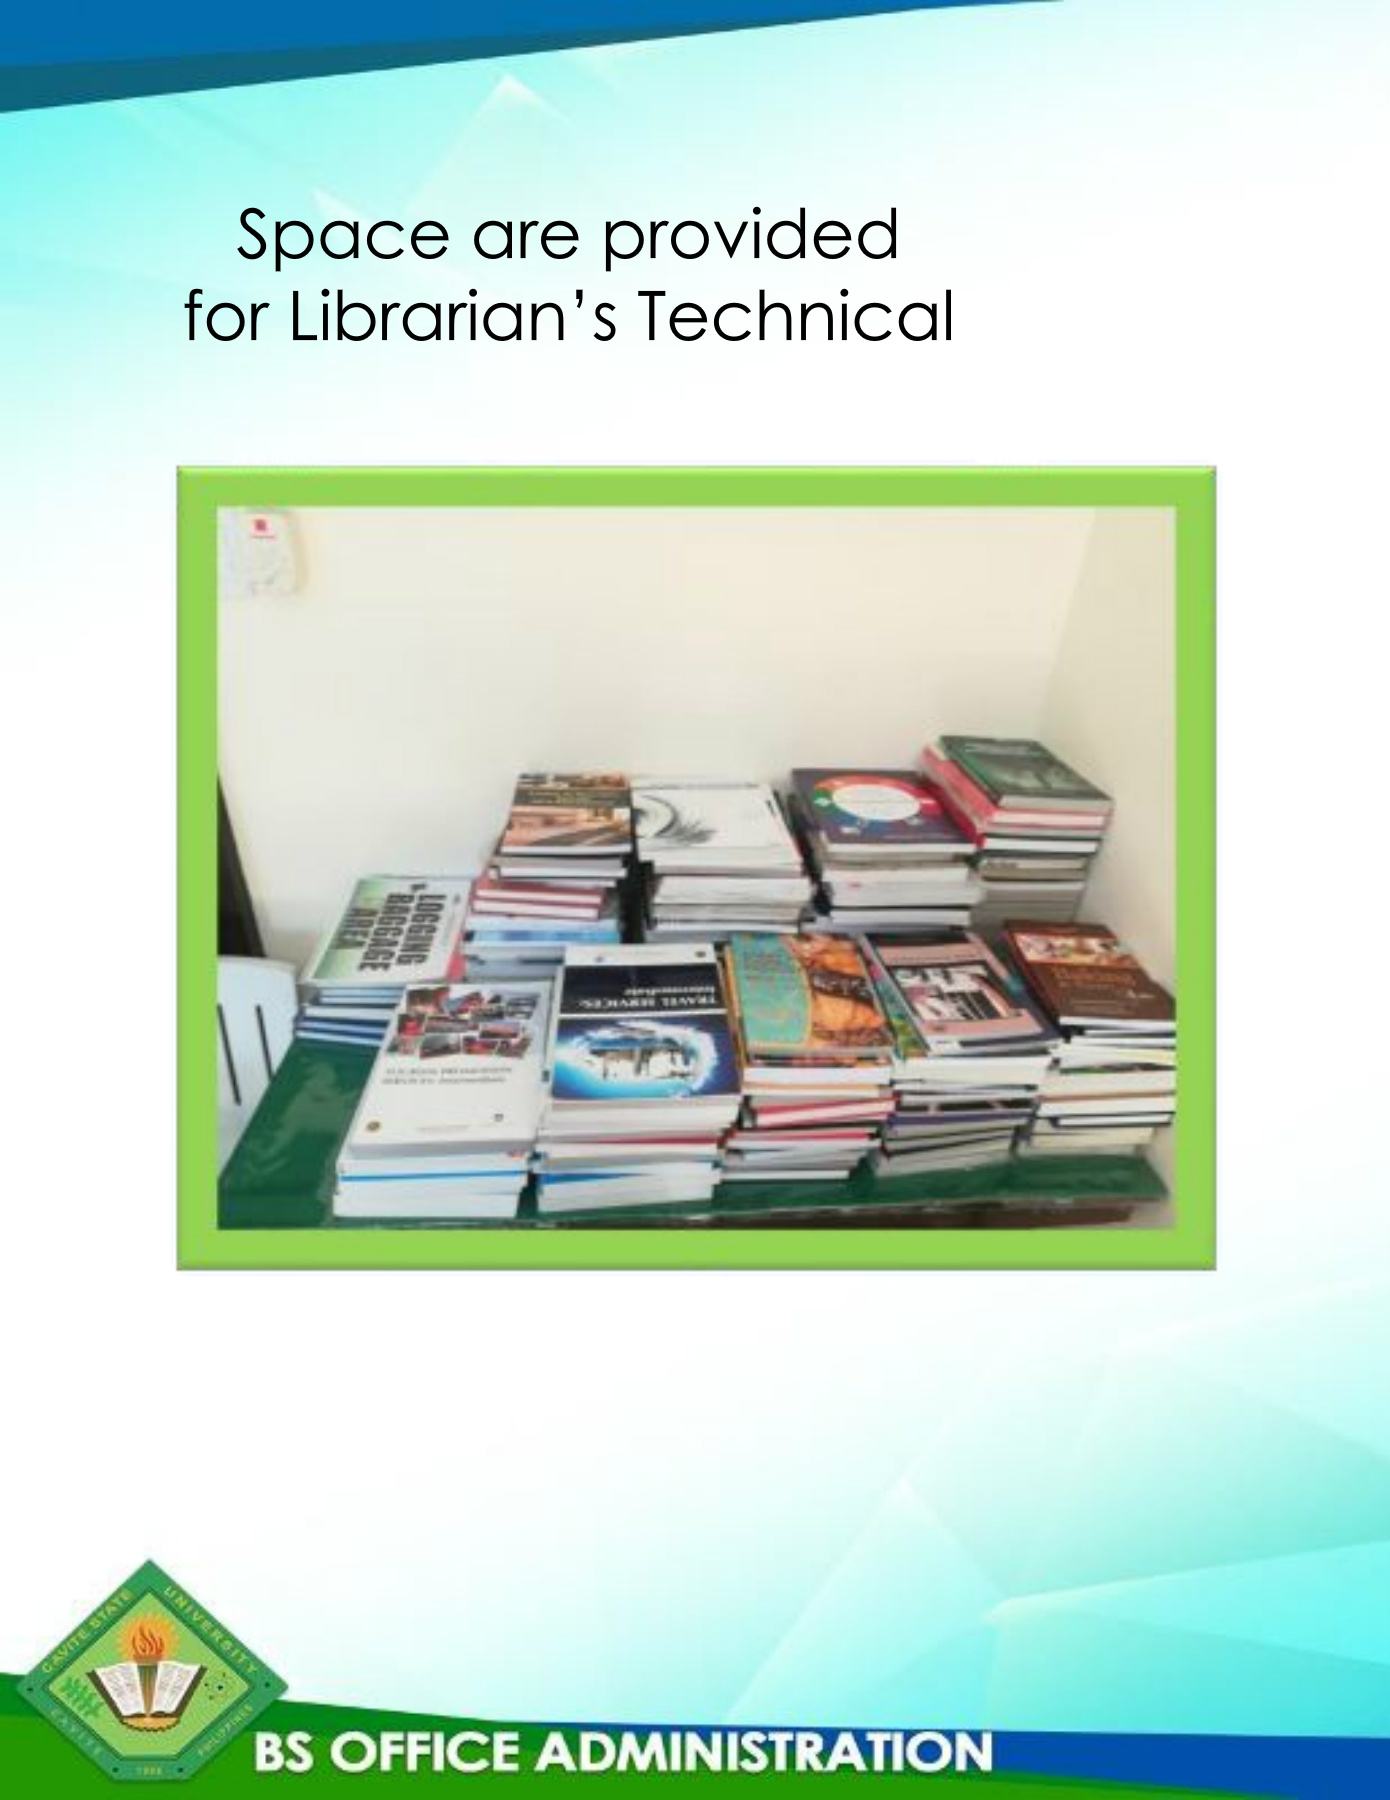 Space are provided
for Librarian’s Technical
LOGGING
BAGGAGE
AREA
TRAVEL SERVICES:
Intermediate
CAVITE STATE
UNIVERSITY
CAVITE
PHILIPPINES
1906
BS OFFICE ADMINISTRATION